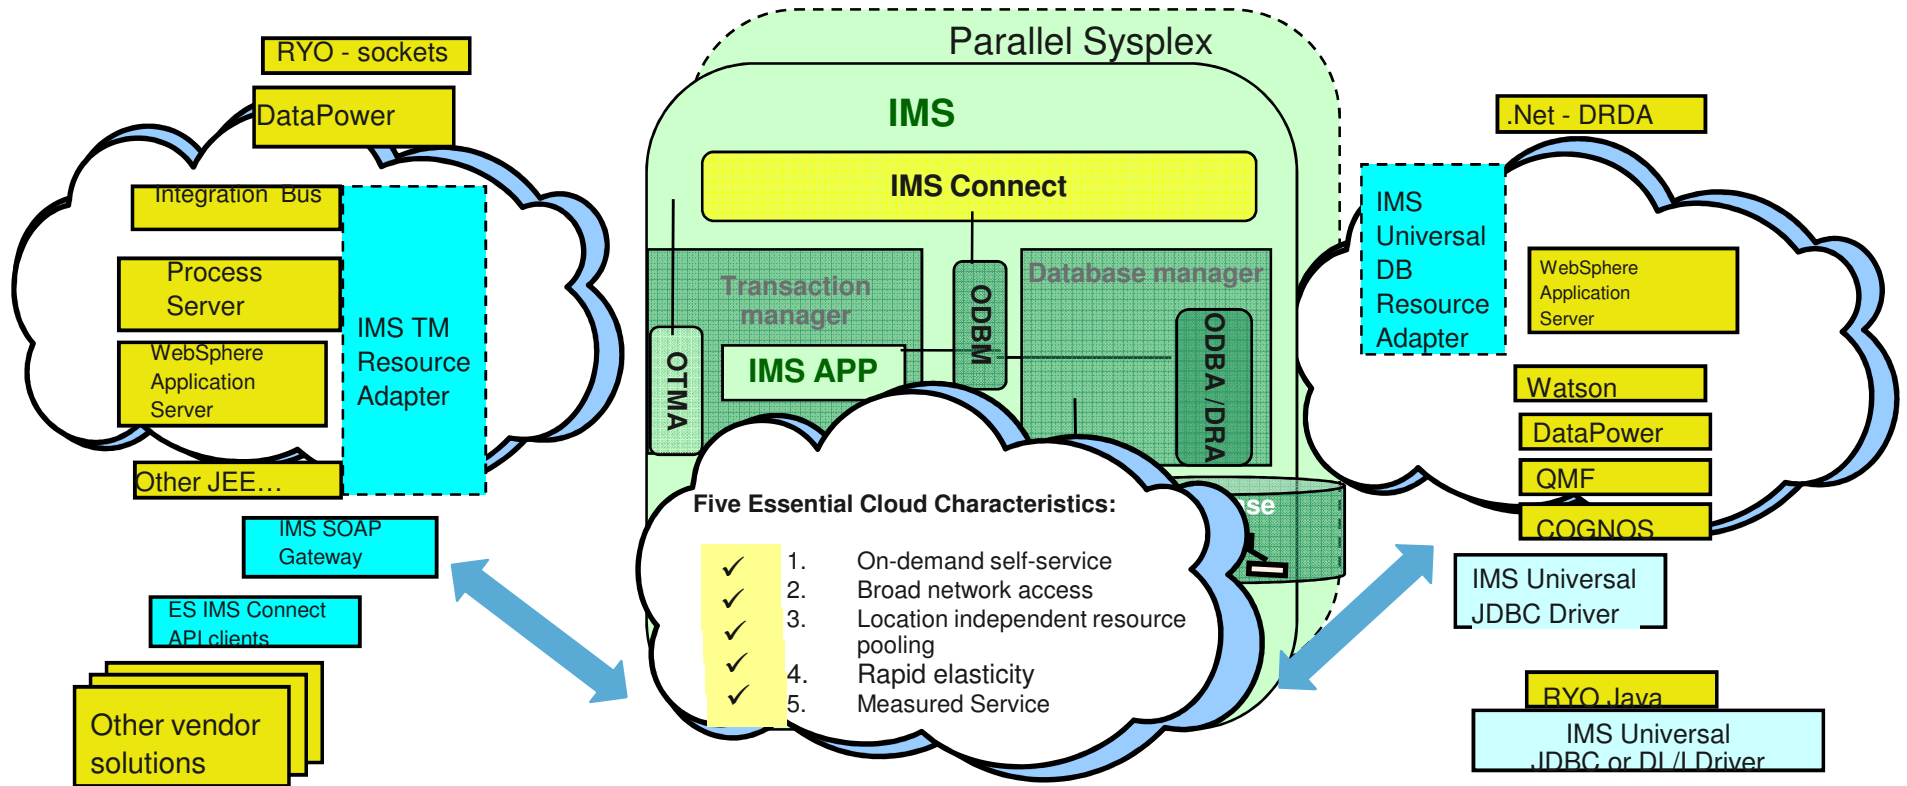 RYO - sockets
DataPower
Integration Bus
Process
Server
WebSphere
Application
Server
Other JEE…
IMS TM
Resource
Adapter
IMS SOAP
Gateway
ES IMS Connect
API clients
Other vendor
solutions
Parallel Sysplex
IMS
IMS Connect
Transaction
manager
Database manager
OTMA
IMS APP
ODBM
ODBA /DRA
se
Five Essential Cloud Characteristics:
✓ 1. On-demand self-service
✓ 2. Broad network access
✓ 3. Location independent resource
pooling
✓ 4. Rapid elasticity
✓ 5. Measured Service
.Net - DRDA
IMS
Universal
DB
Resource
Adapter
WebSphere
Application
Server
Watson
DataPower
QMF
COGNOS
IMS Universal
JDBC Driver
RYO Java
IMS Universal
JDBC or DL/I Driver